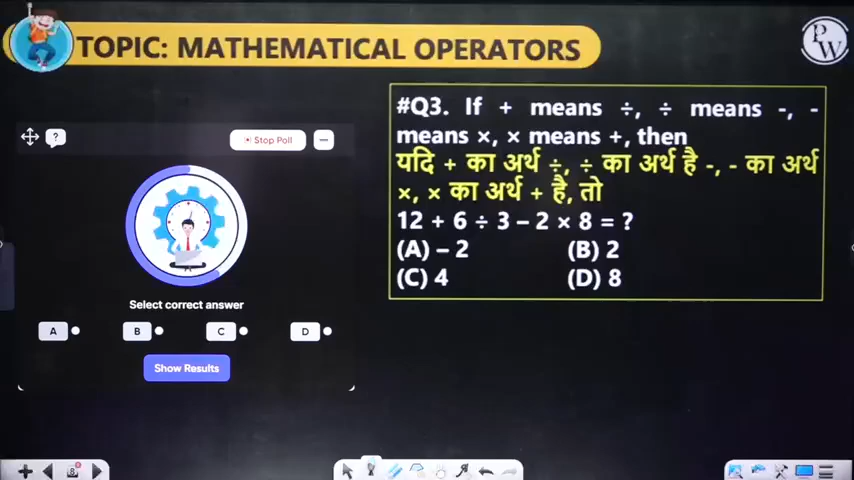 TOPIC: MATHEMATICAL OPERATORS
PW
#Q3. If + means ÷, ÷ means -, -
means ×, × means +, then
यदि + का अर्थ ÷, ÷ का अर्थ है -, - का अर्थ
×, × का अर्थ + है, तो
12 + 6 ÷ 3 – 2 × 8 = ?
(A) – 2 (B) 2
(C) 4 (D) 8
?
Stop Poll
Select correct answer
A B C D
Show Results
8